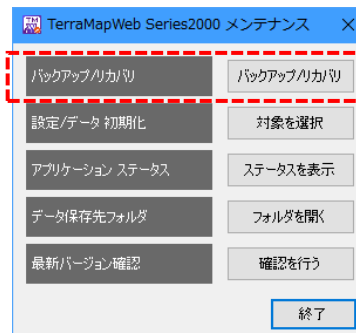 TerraMapWeb Series2000 メンテナンス
バックアップ/リカバリ バックアップ/リカバリ
設定/データ 初期化 対象を選択
アプリケーション ステータス ステータスを表示
データ保存先フォルダ フォルダを開く
最新バージョン確認 確認を行う
終了